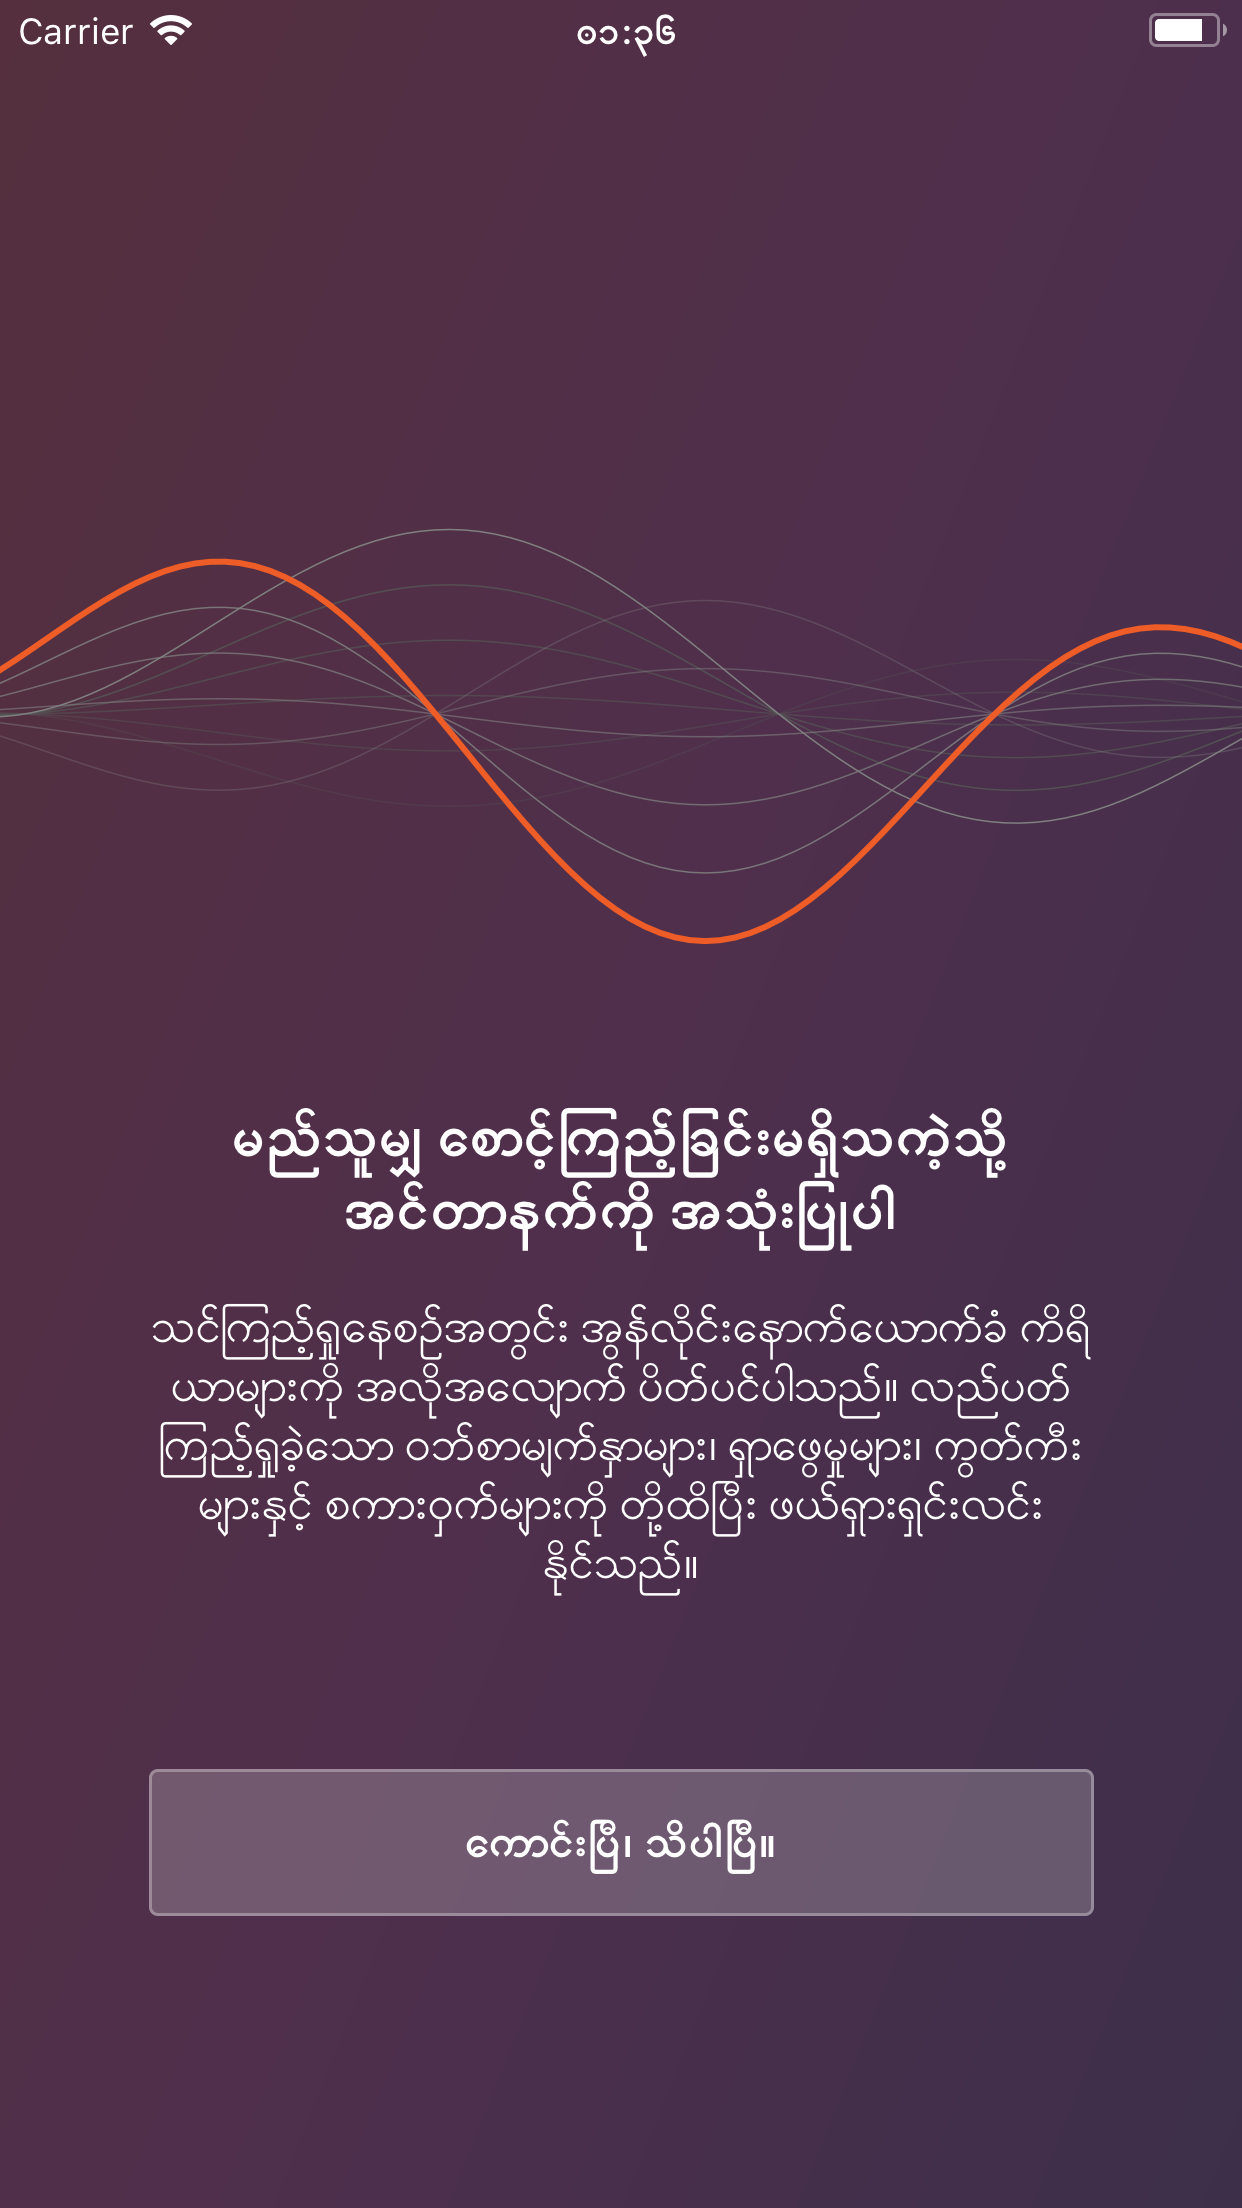 Carrier
၀၁:၃၆
မည်သူမျှ စောင့်ကြည့်ခြင်းမရှိသကဲ့သို့
အင်တာနက်ကို အသုံးပြုပါ
သင်ကြည့်ရှုနေစဉ်အတွင်း အွန်လိုင်းနောက်ယောက်ခံ ကိရိ
ယာများကို အလိုအလျောက် ပိတ်ပင်ပါသည်။ လည်ပတ်
ကြည့်ရှုခဲ့သော ဝဘ်စာမျက်နှာများ၊ ရှာဖွေမှုများ၊ ကွတ်ကီး
များနှင့် စကားဝှက်များကို တို့ထိပြီး ဖယ်ရှားရှင်းလင်း
နိုင်သည်။
ကောင်းပြီ၊ သိပါပြီ။